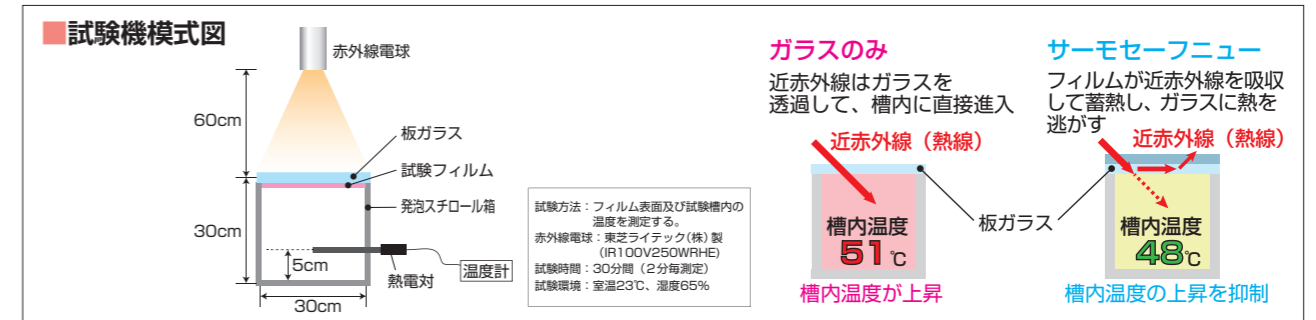 ■試験機模式図
赤外線電球
60cm
板ガラス
試験フィルム
発泡スチロール箱
30cm
5cm
熱電対
温度計
30cm
試験方法：フィルム表面及び試験槽内の
温度を測定する。
赤外線電球：東芝ライテック（株）製
(IR100V250WRHE)
試験時間：30分間（2分毎測定）
試験環境：室温23℃、湿度65%
ガラスのみ
近赤外線はガラスを
透過して、槽内に直接進入
近赤外線（熱線）
槽内温度
51℃
槽内温度が上昇
板ガラス
サーモセーフニュー
フィルムが近赤外線を吸収
して蓄熱し、ガラスに熱を
逃がす
近赤外線（熱線）
槽内温度
48℃
槽内温度の上昇を抑制